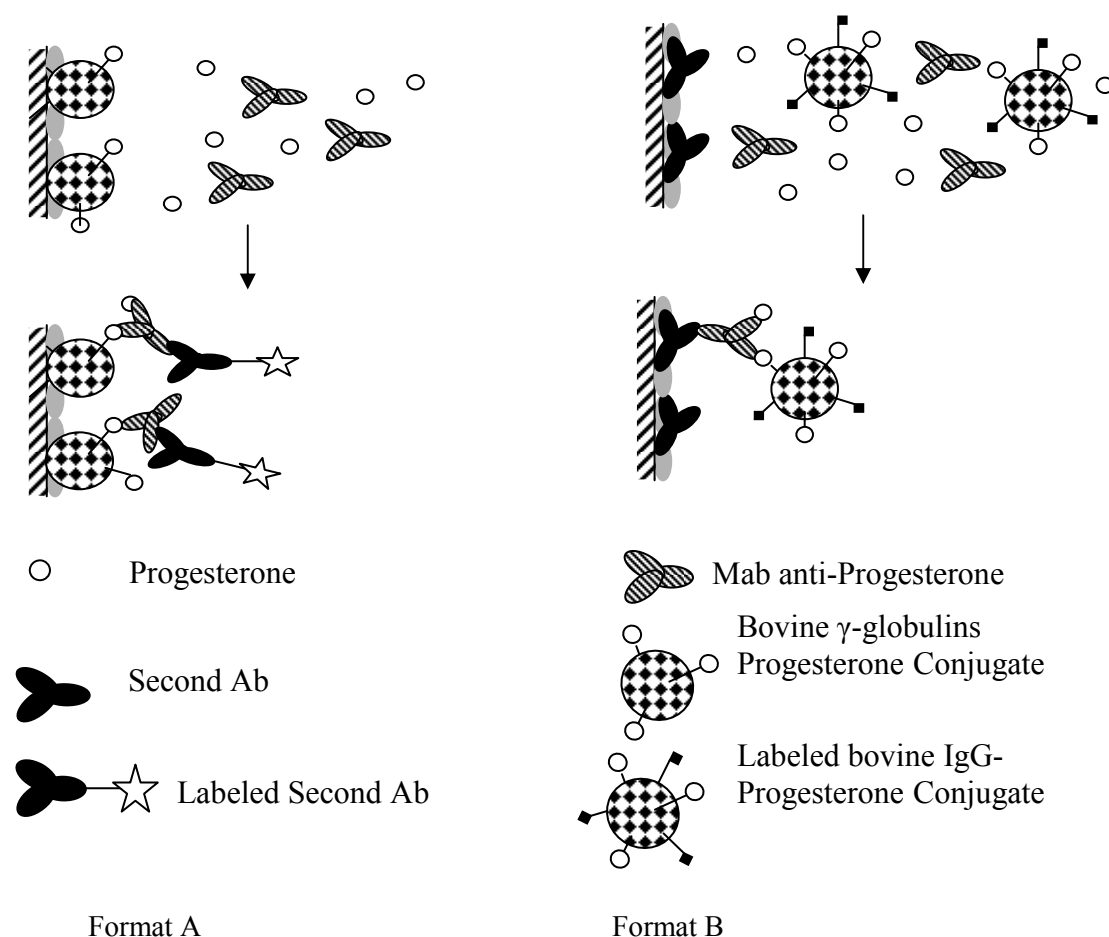 Progesterone
Mab anti-Progesterone
Bovine γ-globulins
Progesterone Conjugate
Second Ab
Labeled bovine IgG-
Progesterone Conjugate
Labeled Second Ab
Format A
Format B